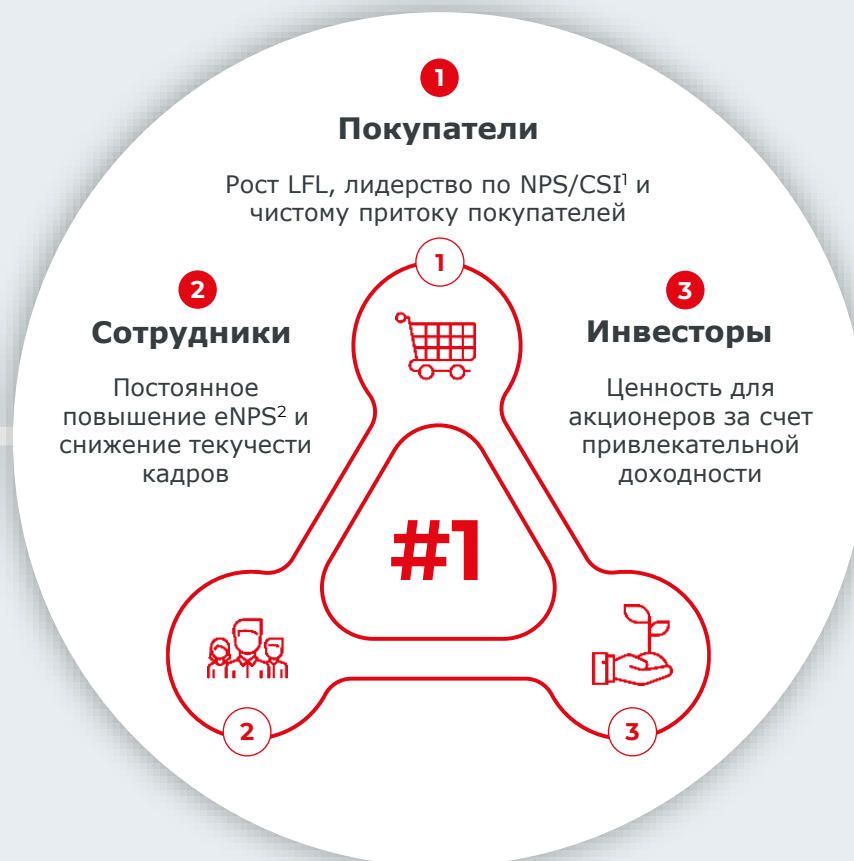 1
Покупатели
Рост LFL, лидерство по NPS/CSI¹ и
чистому притоку покупателей
1
2
Сотрудники
Постоянное
повышение eNPS² и
снижение текучести
кадров
3
Инвесторы
Ценность для
акционеров за счет
привлекательной
доходности
#1
2
3